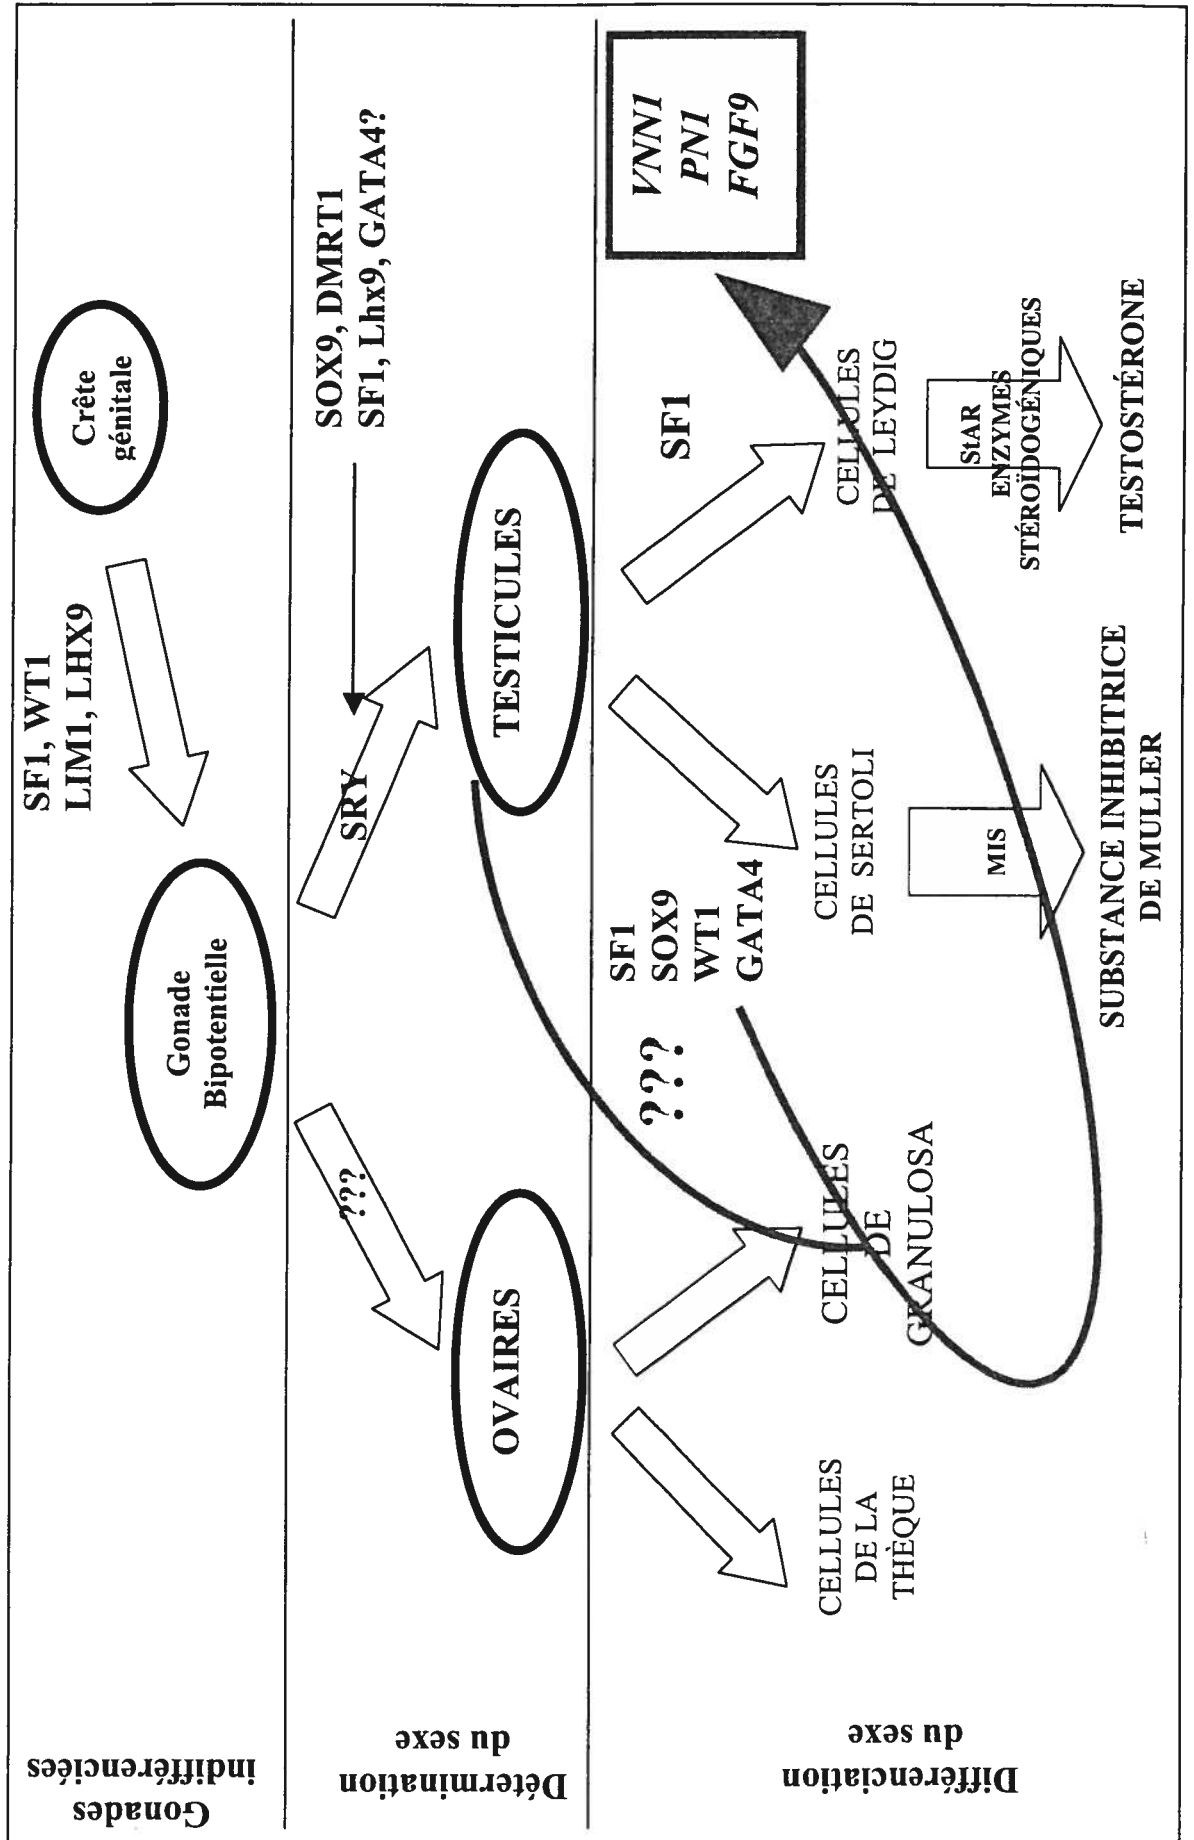 Gonades
indifférenciées
SF1, WT1
LIM1, LHX9
Crête
génitale
Gonade
Bipotentielle
Détermination
du sexe
???
SRY
SOX9, DMRT1
SF1, Lhx9, GATA4?
OVAIRES
TESTICULES
Différenciation
du sexe
???
SF1
SOX9
WT1
GATA4
SF1
VNN1
PN1
FGF9
CELLULES
DE LA
THÈQUE
CELLULES
DE
GRANULOSA
CELLULES
DE SERTOLI
CELLULES
DE LEYDIG
MIS
StAR
ENZYMES
STÉROÏDOGÉNIQUES
SUBSTANCE INHIBITRICE
DE MULLER
TESTOSTÉRONE